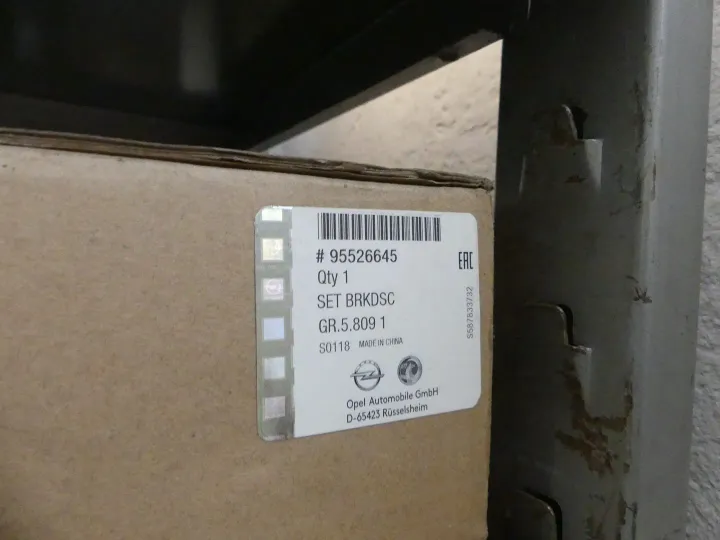 # 95526645
Qty 1
EAC
SET BRKDSC
GR.5.809 1
S0118 MADE IN CHINA
9587833732
Opel Automobile GmbH
D-65423 Rüsselsheim